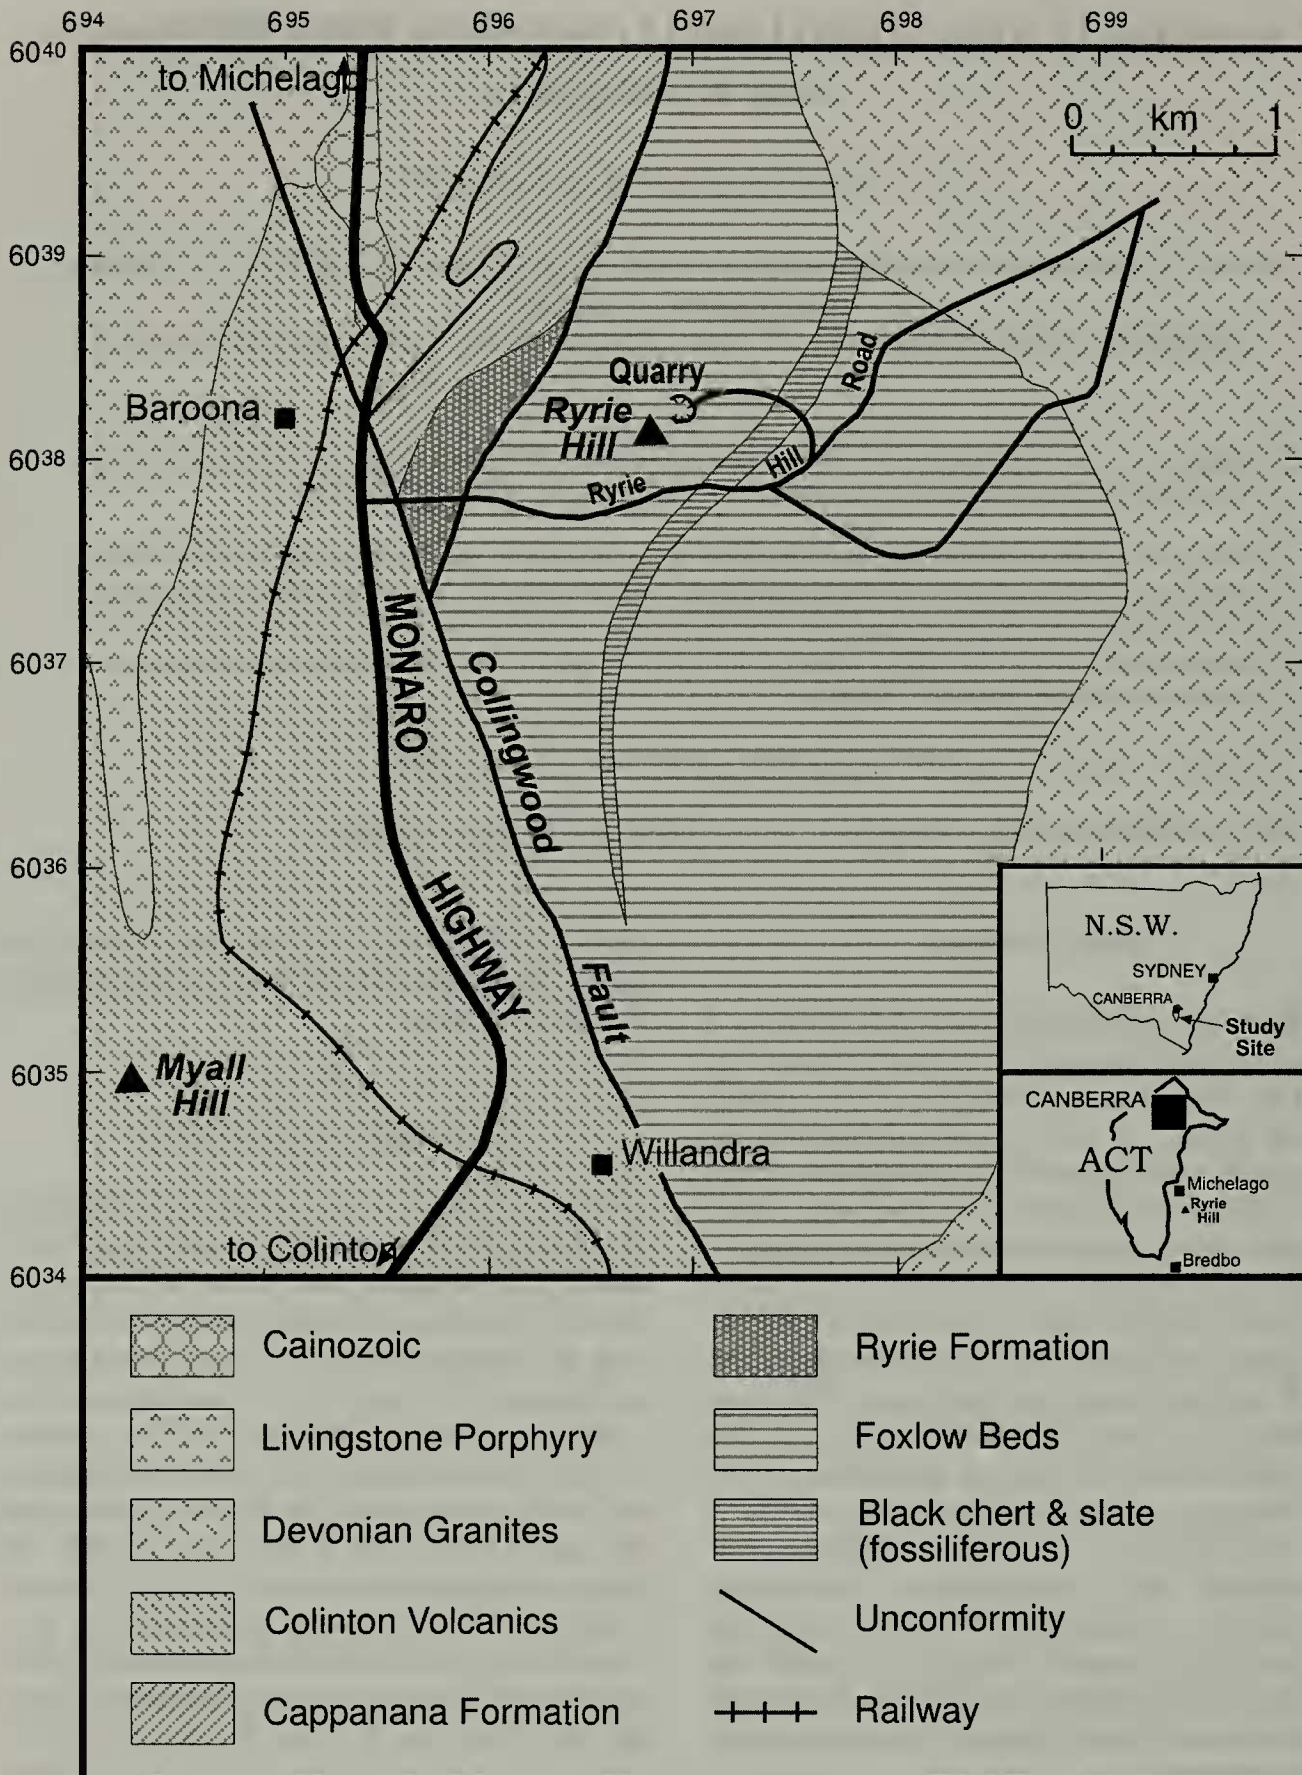 694 695 696 697 698 699
6040
to Michelago
0 km 1
6039
Quarry
Road
Baroona
Ryrie
Hill
6038
Hill
Ryrie
MONARO
6037
Collingwood
6036
HIGHWAY
N.S.W.
SYDNEY
CANBERRA
Study
Site
Fault
6035
Myall
Hill
CANBERRA
Willandra
ACT
Michelago
Ryrie
Hill
to Colinton
Bredbo
6034
Cainozoic
Livingstone Porphyry
Devonian Granites
Colinton Volcanics
Cappanana Formation
Ryrie Formation
Foxlow Beds
Black chert & slate
(fossiliferous)
Unconformity
Railway